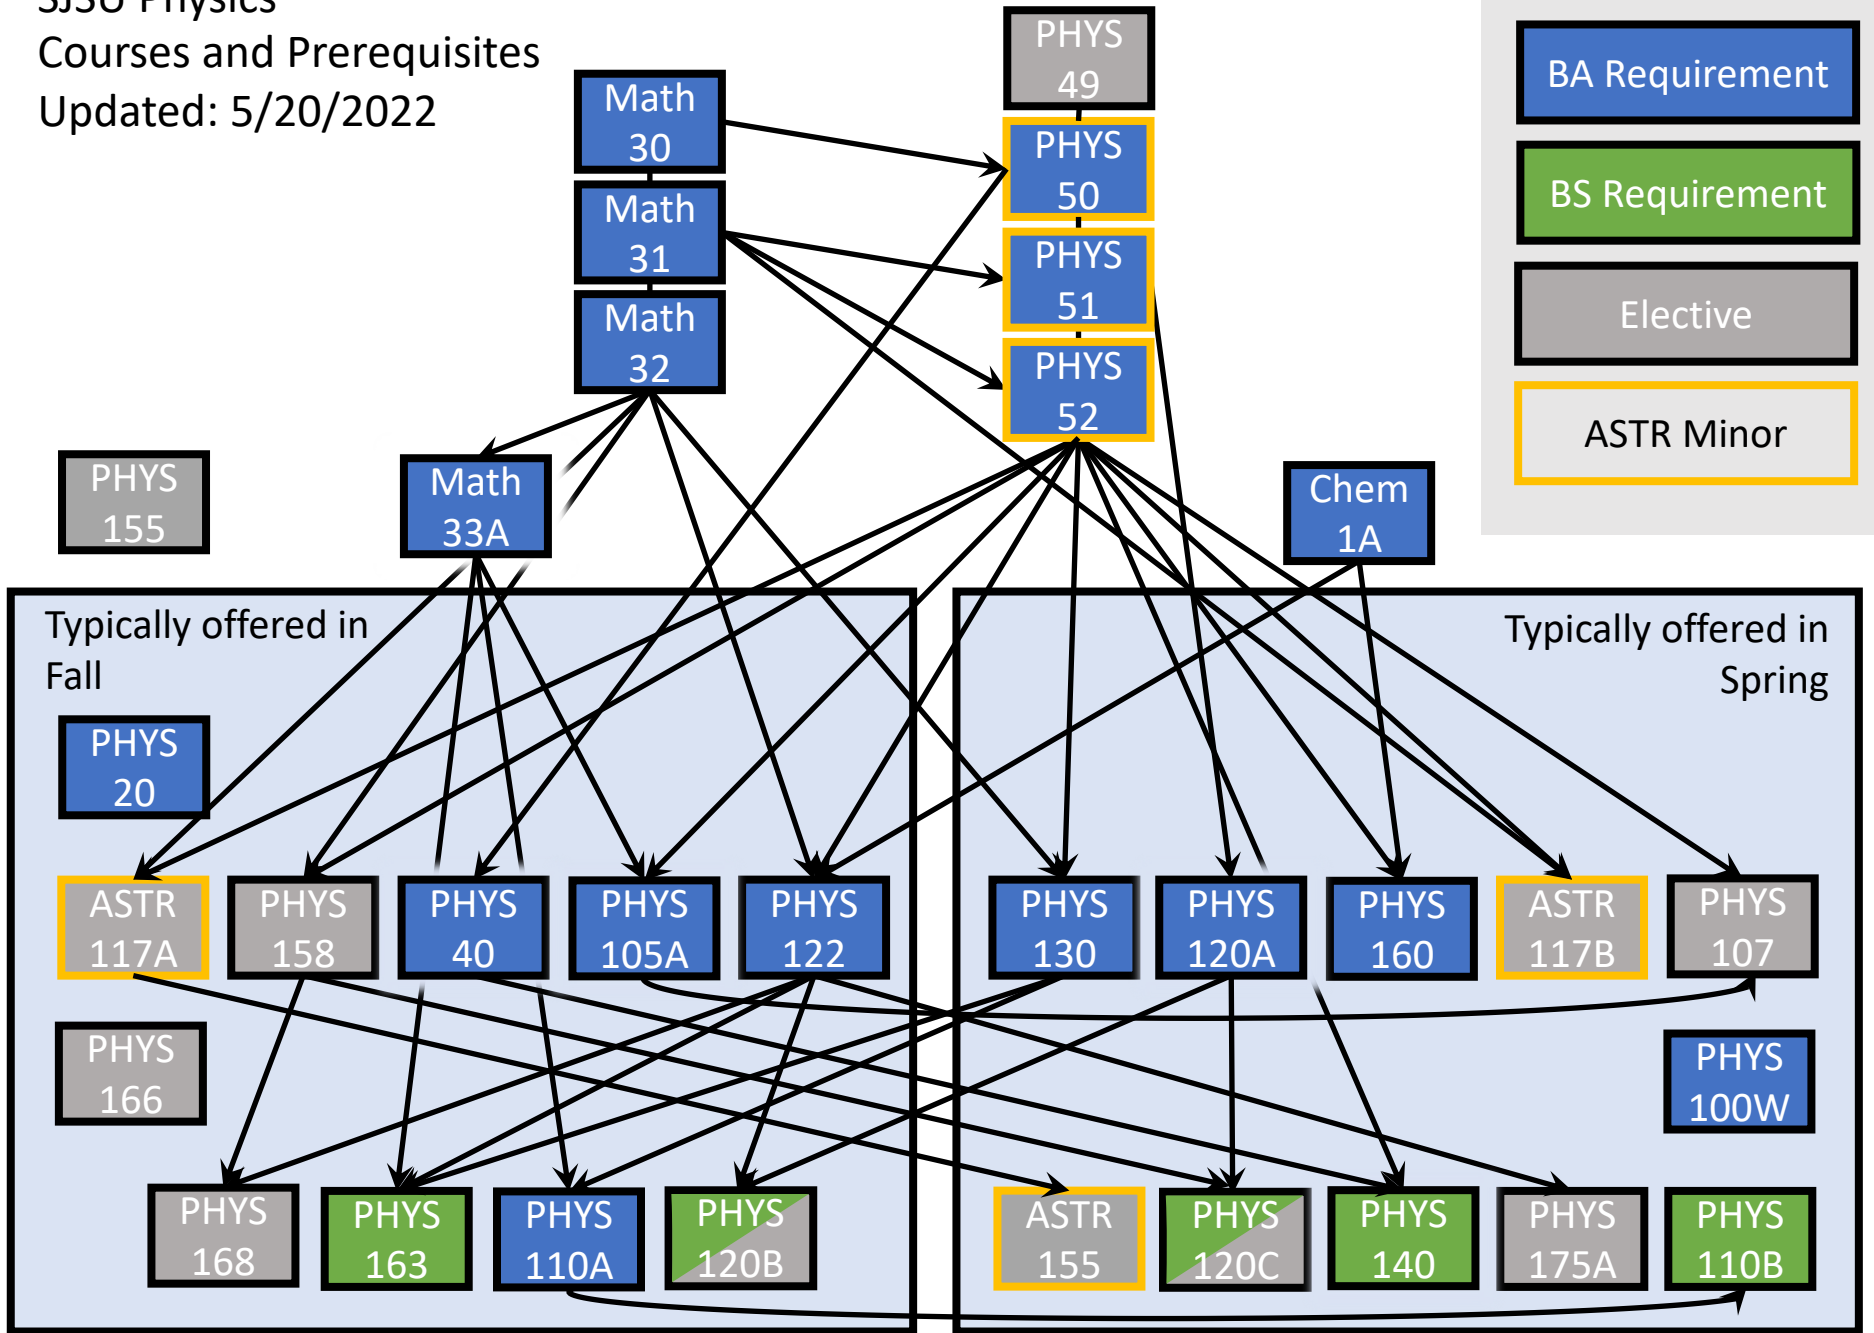 SJSU Physics
Courses and Prerequisites
Updated: 5/20/2022
PHYS
49
Math
30
PHYS
50
Math
31
PHYS
51
Math
32
PHYS
52
BA Requirement
BS Requirement
Elective
ASTR Minor
PHYS
155
Math
33A
Chem
1A
Typically offered in
Fall
Typically offered in
Spring
PHYS
20
ASTR
117A
PHYS
158
PHYS
40
PHYS
105A
PHYS
122
PHYS
130
PHYS
120A
PHYS
160
ASTR
117B
PHYS
107
PHYS
166
PHYS
100W
PHYS
168
PHYS
163
PHYS
110A
PHYS
120B
ASTR
155
PHYS
120C
PHYS
140
PHYS
175A
PHYS
110B